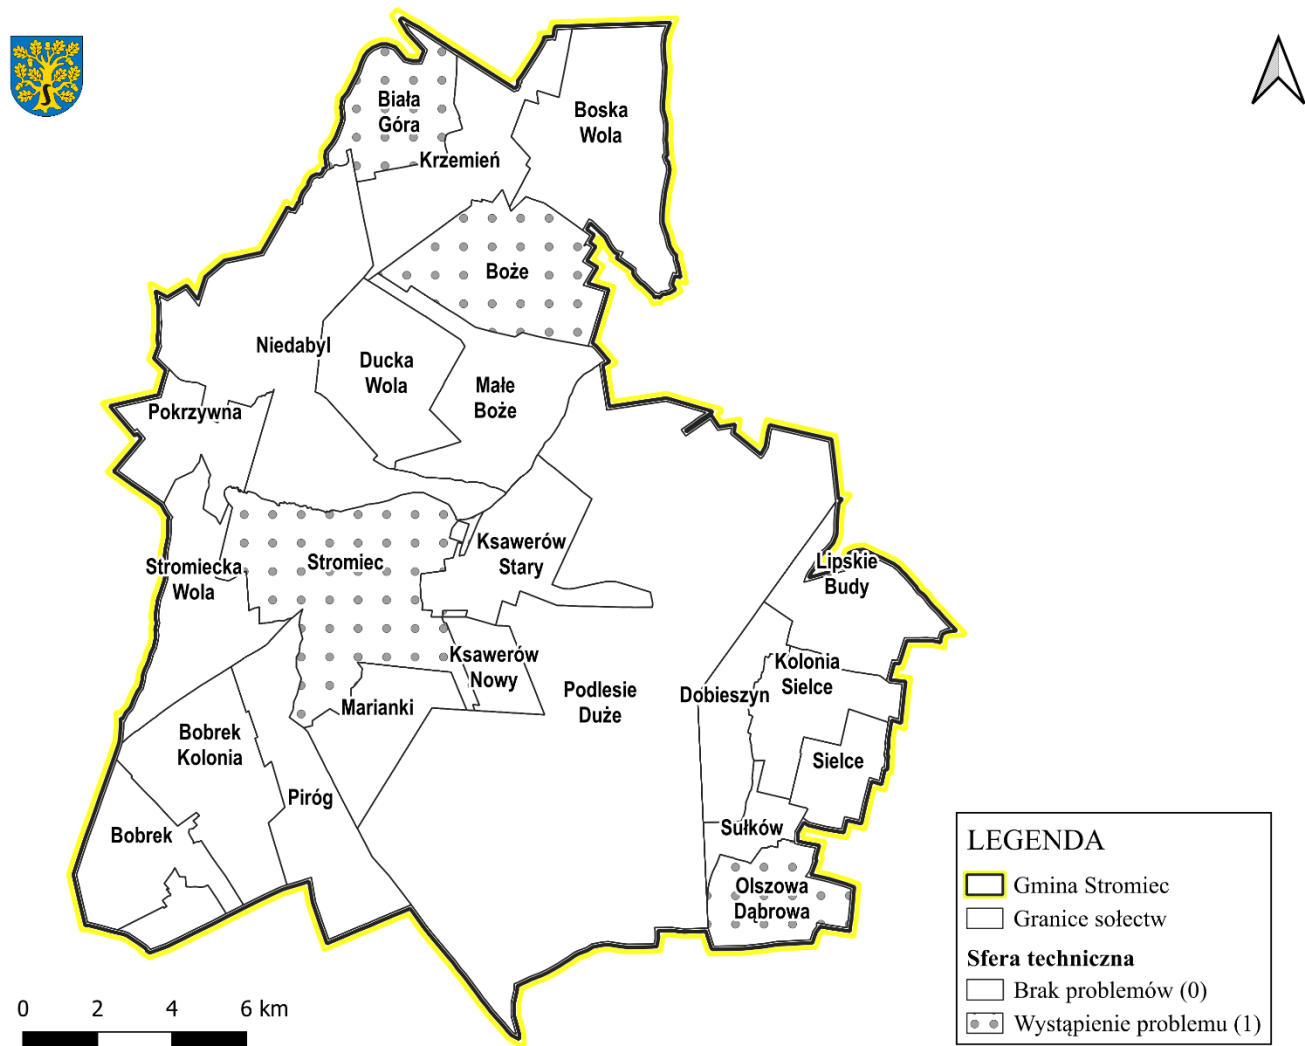 Biała
Góra
Boska
Wola
Krzemień
Boże
Niedabyl
Ducka
Wola
Małe
Boże
Pokrzywna
Stromiecka
Wola
Stromiec
Ksawerów
Stary
Lipskie
Budy
Ksawerów
Nowy
Kolonia
Sielce
Podlesie
Duże
Dobieszyn
Marianki
Bobrek
Kolonia
Sielce
Piróg
Bobrek
Sułków
Olszowa
Dąbrowa
LEGENDA
Gmina Stromiec
Granice sołectw
Sfera techniczna
Brak problemów (0)
Wystąpienie problemu (1)
0 2 4 6 km